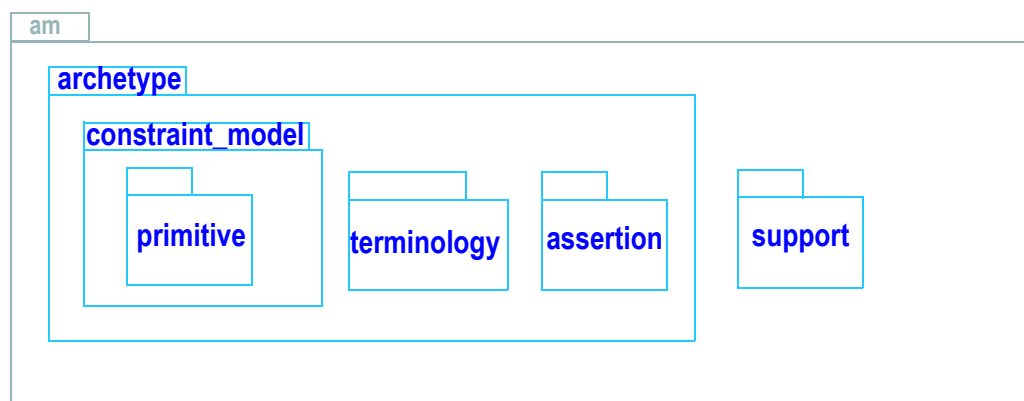 am
archetype
constraint_model
primitive
terminology
assertion
support